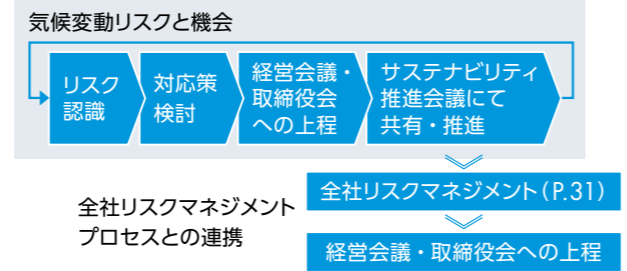 気候変動リスクと機会
リスク
認識
対応策
検討
経営会議・
取締役会
への上程
サステナビリティ
推進会議にて
共有・推進
全社リスクマネジメント
プロセスとの連携
全社リスクマネジメント（P.31）
経営会議・取締役会への上程